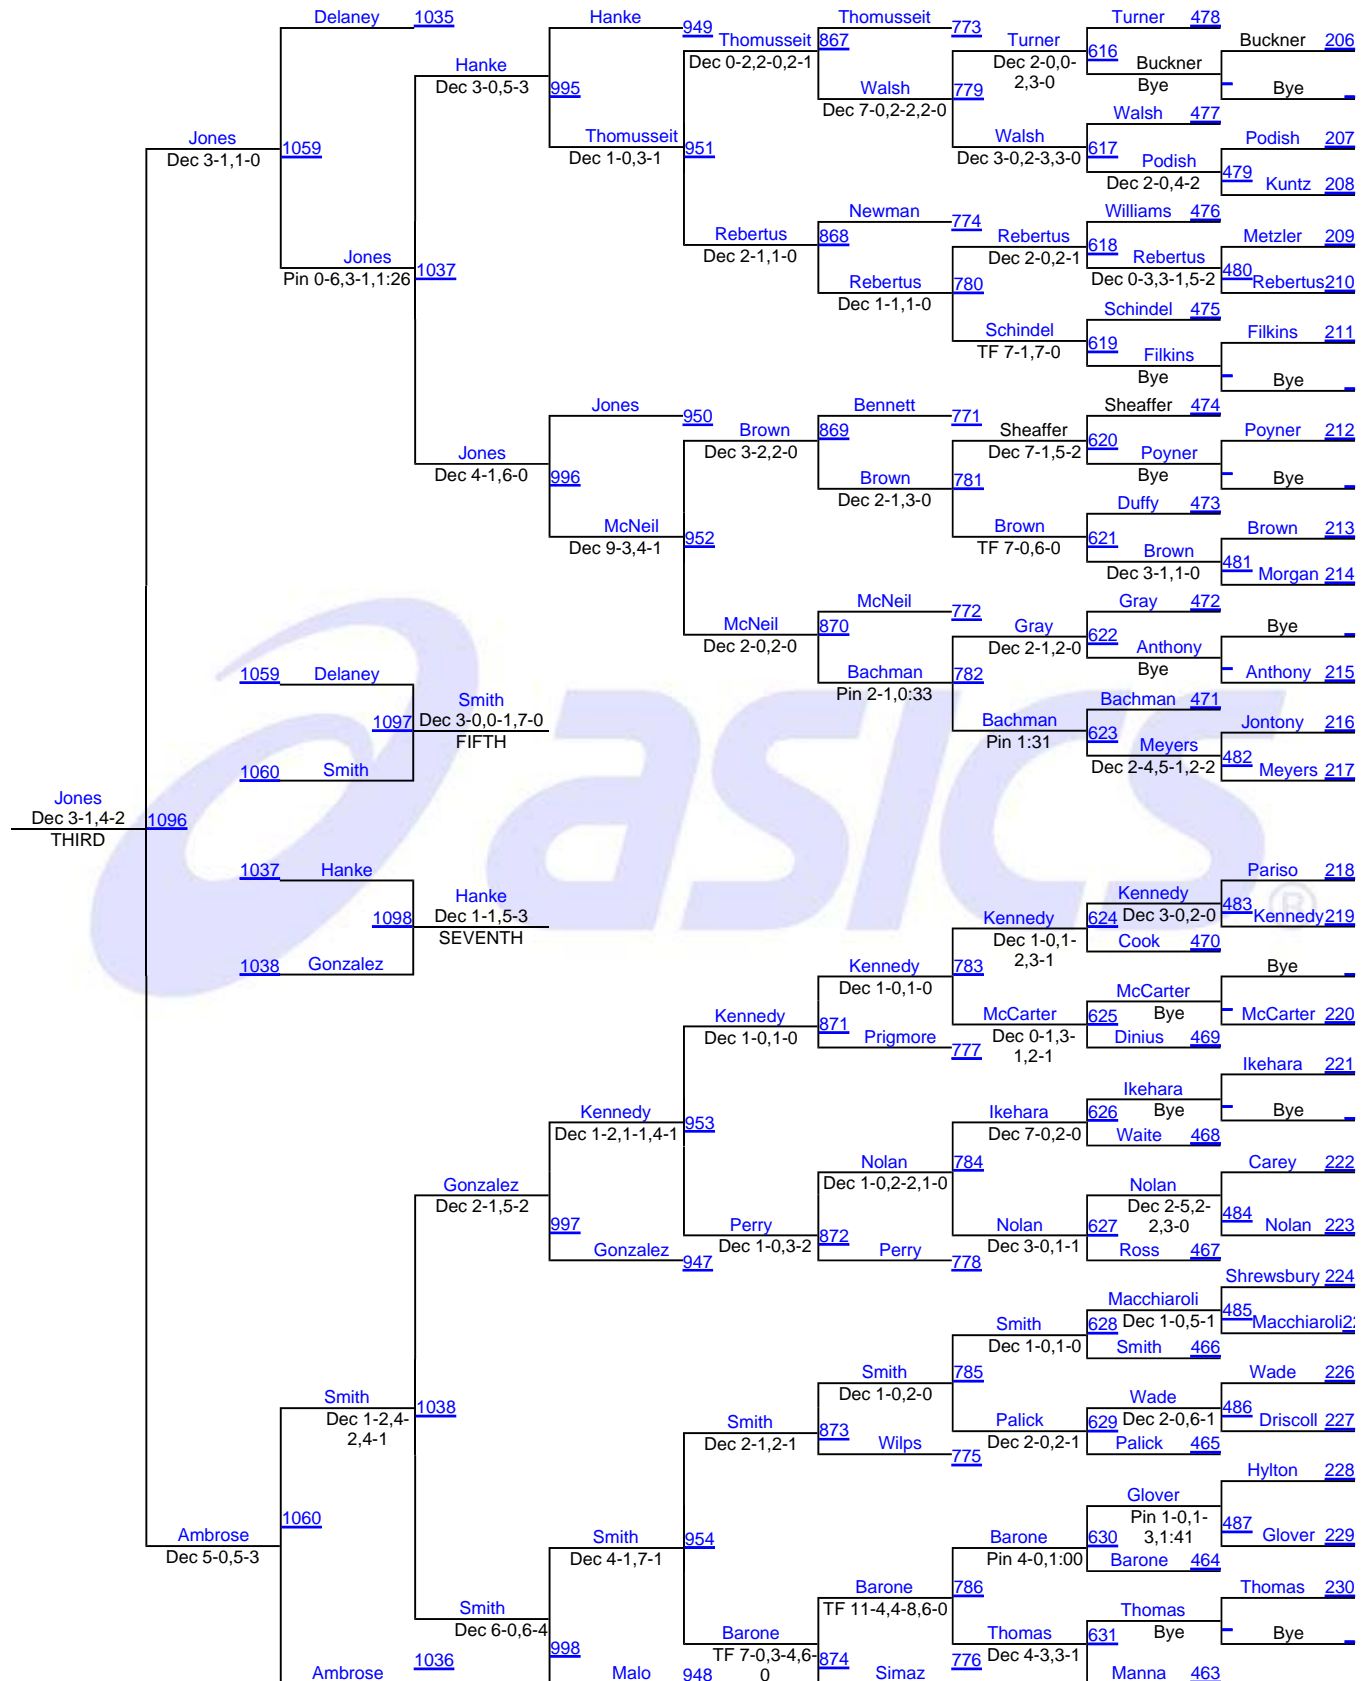 Delaney 1035
Hanke
949
Thomusseit
773
Turner 478
Buckner 206
Thomusseit 867
Dec 0-2,2-0,2-1
Turner
Dec 2-0,0-
2,3-0
616
Buckner
Bye
Bye
Hanke
Dec 3-0,5-3
995
Walsh
Dec 7-0,2-2,2-0
779
Walsh 477
Jones
Dec 3-1,1-0
1059
Thomusseit
Dec 1-0,3-1
951
Walsh
Dec 3-0,2-3,3-0
617
Podish
Dec 2-0,4-2
479
Podish 207
Kuntz 208
Newman
774
Williams 476
Rebertus
Dec 2-1,1-0
868
Rebertus
Dec 2-0,2-1
618
Rebertus
Dec 0-3,3-1,5-2
480
Metzler 209
Rebertus210
Jones
Pin 0-6,3-1,1:26
1037
Rebertus
Dec 1-1,1-0
780
Schindel 475
Schindel
TF 7-1,7-0
619
Filkins
Bye
Filkins 211
Bye
Jones
950
Bennett
771
Sheaffer 474
Brown
Dec 3-2,2-0
869
Sheaffer
Dec 7-1,5-2
620
Poyner
Bye
Poyner 212
Bye
Jones
Dec 4-1,6-0
996
Brown
Dec 2-1,3-0
781
Duffy 473
McNeil
Dec 9-3,4-1
952
Brown
TF 7-0,6-0
621
Brown
Dec 3-1,1-0
481
Brown 213
Morgan 214
McNeil
772
Gray 472
McNeil
Dec 2-0,2-0
870
Gray
Dec 2-1,2-0
622
Anthony
Bye
Bye
Anthony 215
1059 Delaney
Bachman
Pin 2-1,0:33
782
Bachman 471
Smith
1097 Dec 3-0,0-1,7-0
FIFTH
Bachman
Pin 1:31
623
Meyers
Dec 2-4,5-1,2-2
482
Jontony 216
Meyers 217
1060 Smith
asics
®
Jones
Dec 3-1,4-2
THIRD
1096
1037 Hanke
Hanke
1098 Dec 1-1,5-3
SEVENTH
1038 Gonzalez
Pariso 218
Kennedy
Dec 3-0,2-0
483
Kennedy219
Kennedy
Dec 1-0,1-
2,3-1
624
Cook 470
Kennedy
Dec 1-0,1-0
783
Bye
McCarter
Bye
McCarter 220
Kennedy
Dec 1-0,1-0
871
Prigmore
777
McCarter
Dec 0-1,3-
1,2-1
625
Dinius 469
Ikehara 221
Ikehara
Bye
Bye
Kennedy
Dec 1-2,1-1,4-1
953
Ikehara
Dec 7-0,2-0
626
Waite 468
Nolan
Dec 1-0,2-2,1-0
784
Carey 222
Gonzalez
Dec 2-1,5-2
997
Nolan
Dec 2-5,2-
2,3-0
484
Nolan 223
Perry
Dec 1-0,3-2
872
Nolan
Dec 3-0,1-1
627
Ross 467
Gonzalez
947
Perry
778
Shrewsbury 224
Macchiaroli
Dec 1-0,5-1
485
Macchiaroli22
Smith
Dec 1-0,1-0
628
Smith 466
Smith
Dec 1-0,2-0
785
Wade 226
Smith
Dec 1-2,4-
2,4-1
1038
Wade
Dec 2-0,6-1
486
Driscoll 227
Smith
Dec 2-1,2-1
873
Wilps
775
Palick
Dec 2-0,2-1
629
Palick 465
Hylton 228
Glover
Pin 1-0,1-
3,1:41
487
Glover 229
1060
Ambrose
Dec 5-0,5-3
Smith
Dec 4-1,7-1
954
Barone
Pin 4-0,1:00
630
Barone 464
Barone
TF 11-4,4-8,6-0
786
Thomas 230
Smith
Dec 6-0,6-4
998
Thomas
Bye
Bye
Barone
TF 7-0,3-4,6-
0
874
Thomas
Dec 4-3,3-1
631
Ambrose 1036
Malo 948
Simaz 776
Manna 463